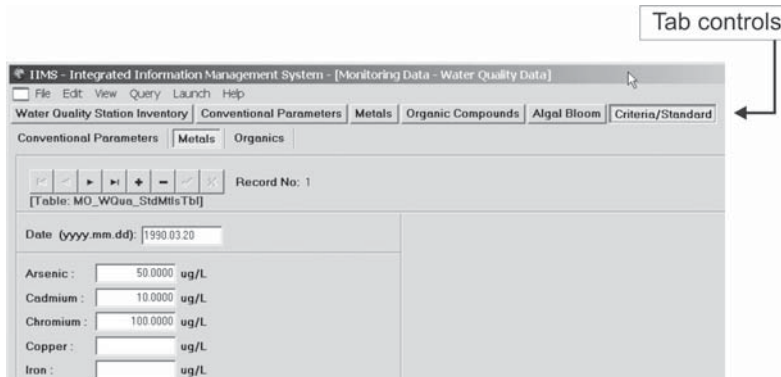 Tab controls
IIMS - Integrated Information Management System - [Monitoring Data - Water Quality Data]
File Edit View Query Launch Help
Water Quality Station Inventory Conventional Parameters Metals Organic Compounds Algal Bloom Criteria/Standard
Conventional Parameters Metals Organics
Record No: 1
[Table: MO_WQua_StdMtlsTbl]
Date (yyyy.mm.dd): 1990.03.20
Arsenic : 50.0000 ug/L
Cadmium : 10.0000 ug/L
Chromium : 100.0000 ug/L
Copper : ug/L
Iron : ug/L